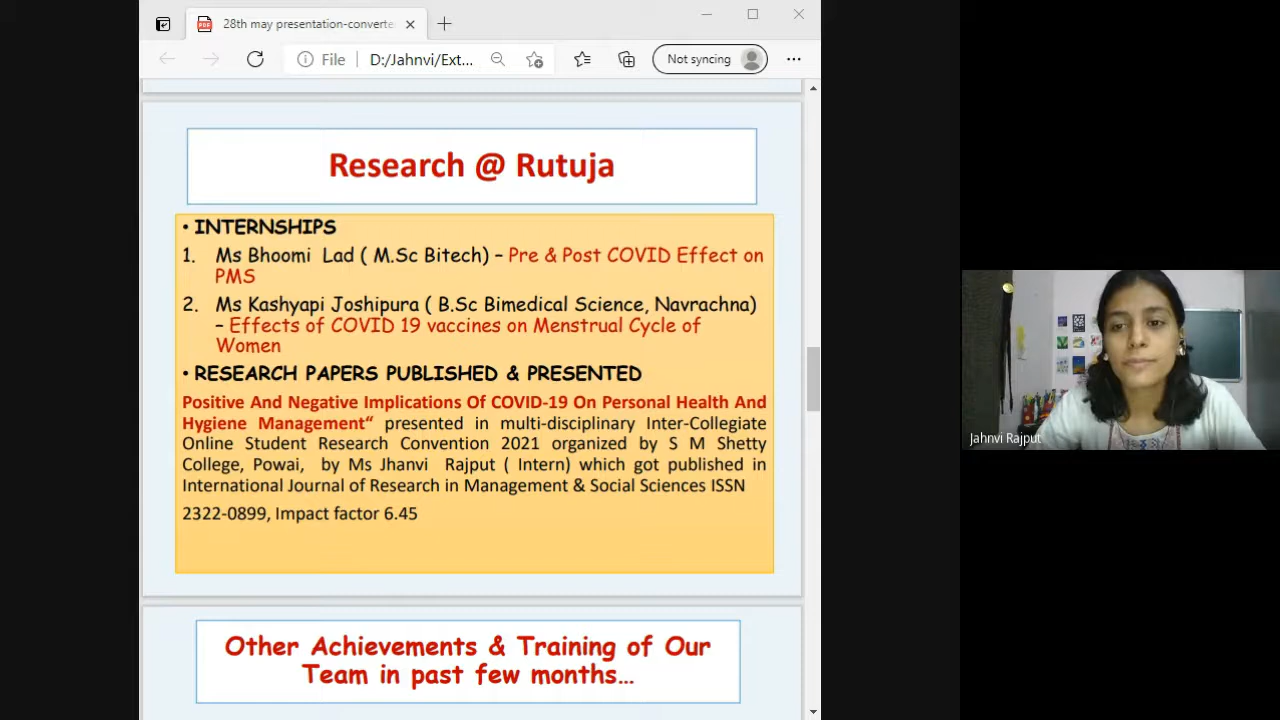 28th may presentation-converte
File
D:/Jahnvi/Ext...
Not syncing
Research @ Rutuja
• INTERNSHIPS
1. Ms Bhoomi Lad ( M.Sc Bitech) – Pre & Post COVID Effect on
PMS
2. Ms Kashyapi Joshipura ( B.Sc Bimedical Science, Navrachna)
– Effects of COVID 19 vaccines on Menstrual Cycle of
Women
• RESEARCH PAPERS PUBLISHED & PRESENTED
Positive And Negative Implications Of COVID-19 On Personal Health And
Hygiene Management“ presented in multi-disciplinary Inter-Collegiate
Online Student Research Convention 2021 organized by S M Shetty
College, Powai, by Ms Jhanvi Rajput ( Intern) which got published in
International Journal of Research in Management & Social Sciences ISSN
2322-0899, Impact factor 6.45
Other Achievements & Training of Our
Team in past few months...
Jahnvi Rajput